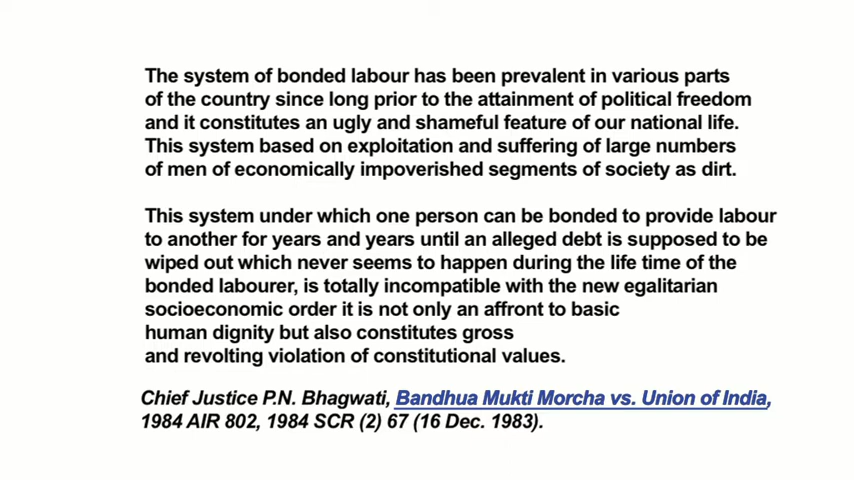 The system of bonded labour has been prevalent in various parts
of the country since long prior to the attainment of political freedom
and it constitutes an ugly and shameful feature of our national life.
This system based on exploitation and suffering of large numbers
of men of economically impoverished segments of society as dirt.
This system under which one person can be bonded to provide labour
to another for years and years until an alleged debt is supposed to be
wiped out which never seems to happen during the life time of the
bonded labourer, is totally incompatible with the new egalitarian
socioeconomic order it is not only an affront to basic
human dignity but also constitutes gross
and revolting violation of constitutional values.
Chief Justice P.N. Bhagwati, Bandhua Mukti Morcha vs. Union of India,
1984 AIR 802, 1984 SCR (2) 67 (16 Dec. 1983).